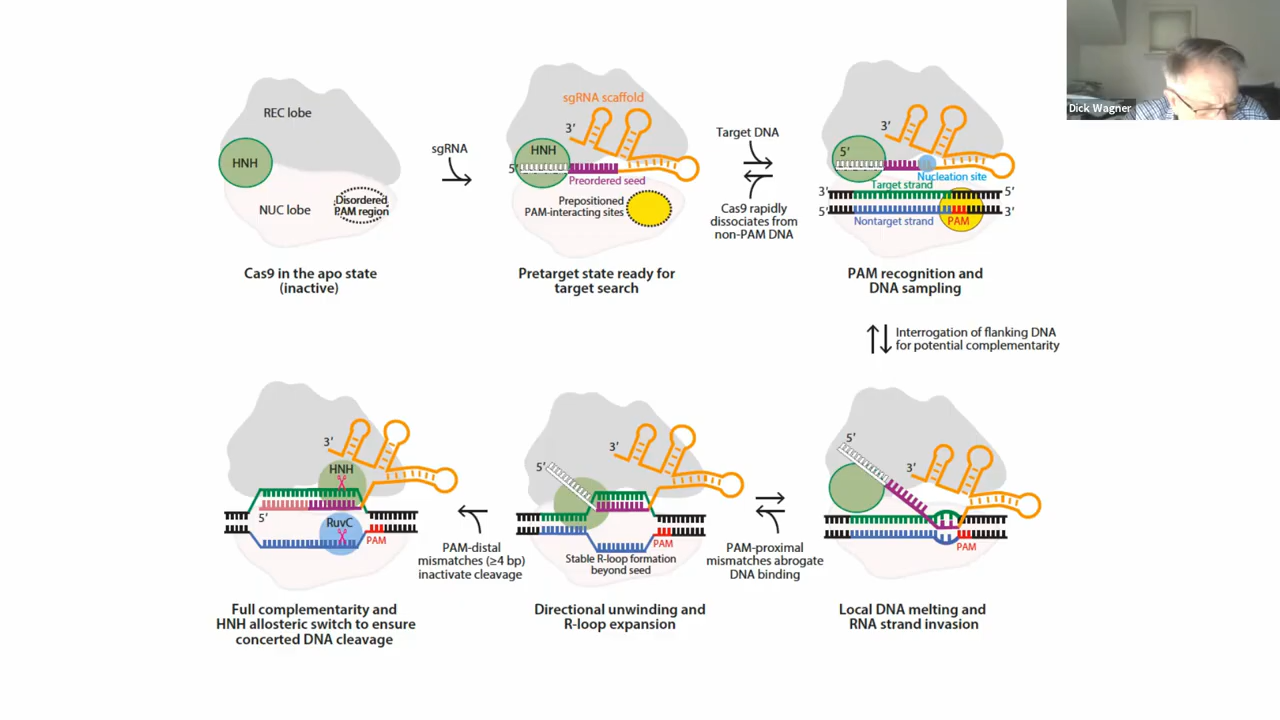 Dick Wagner
REC lobe
HNH
NUC lobe
Disordered
PAM region
Cas9 in the apo state
(inactive)
sgRNA
sgRNA scaffold
3′
HNH
5′
Preordered seed
Prepositioned
PAM-interacting sites
Pretarget state ready for
target search
Target DNA
Cas9 rapidly
dissociates from
non-PAM DNA
3′
5′
Nucleation site
Target strand
3′
5′
5′
3′
Nontarget strand
PAM
PAM recognition and
DNA sampling
Interrogation of flanking DNA
for potential complementarity
3′
HNH
5′
RuvC
PAM
Full complementarity and
HNH allosteric switch to ensure
concerted DNA cleavage
PAM-distal
mismatches (≥4 bp)
inactivate cleavage
3′
5′
PAM
Stable R-loop formation
beyond seed
Directional unwinding and
R-loop expansion
PAM-proximal
mismatches abrogate
DNA binding
5′
3′
PAM
Local DNA melting and
RNA strand invasion